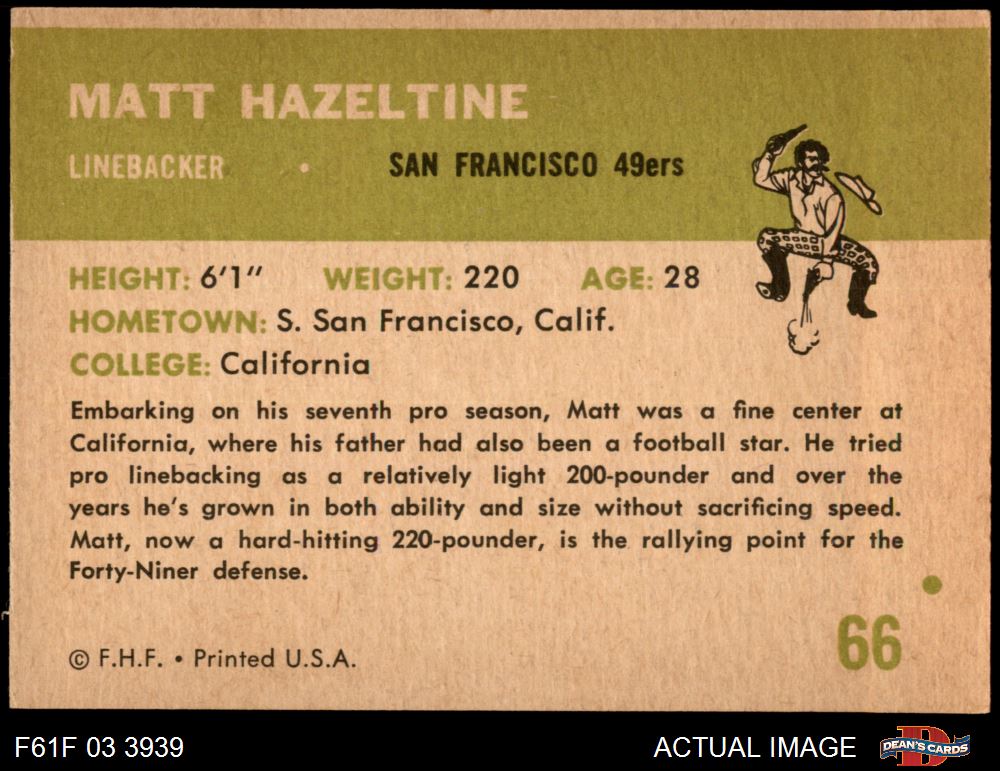 MATT HAZELTINE
LINEBACKER • SAN FRANCISCO 49ers
HEIGHT: 6'1" WEIGHT: 220 AGE: 28
HOMETOWN: S. San Francisco, Calif.
COLLEGE: California
Embarking on his seventh pro season, Matt was a fine center at
California, where his father had also been a football star. He tried
pro linebacking as a relatively light 200-pounder and over the
years he's grown in both ability and size without sacrificing speed.
Matt, now a hard-hitting 220-pounder, is the rallying point for the
Forty-Niner defense.
66
© F.H.F. • Printed U.S.A.
F61F 03 3939
ACTUAL IMAGE
DEAN'S CARDS